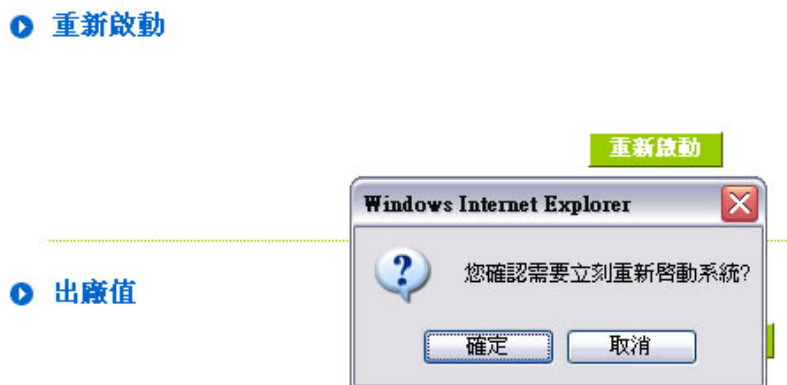 重新啟動
重新啟動
Windows Internet Explorer
您確認需要立刻重新啓動系統?
出廠值
確定
取消